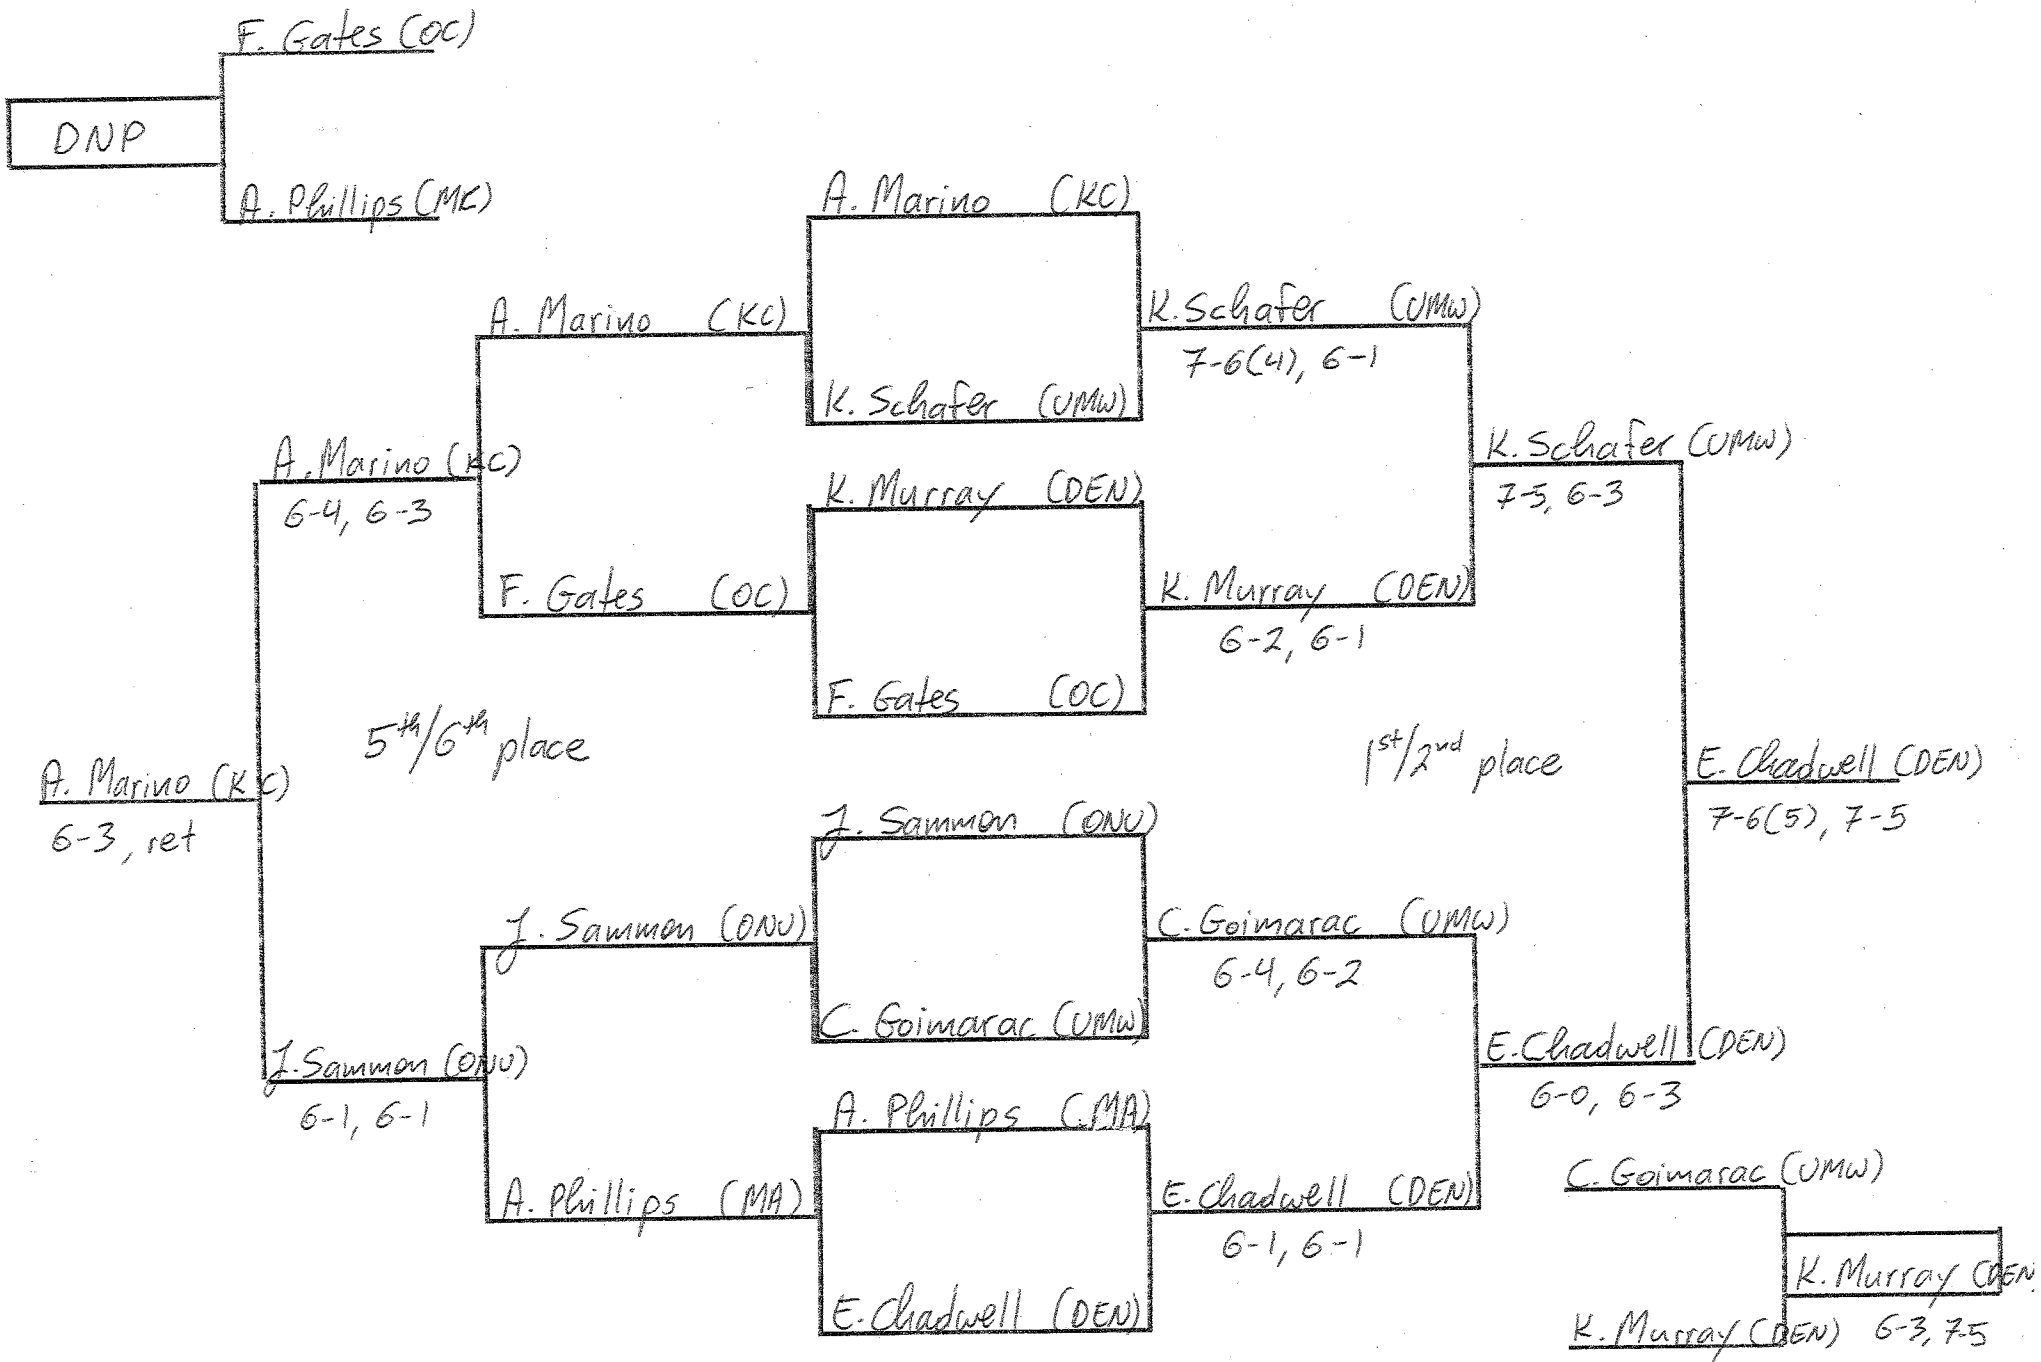 F. Gates (OC)
DNP
A. Phillips (MC)
A. Marino (KC)
A. Marino (KC)
K. Schafer (UMW)
7-6(4), 6-1
K. Schafer (UMW)
A. Marino (KC)
6-4, 6-3
K. Schafer (UMW)
7-5, 6-3
K. Murray (DEN)
F. Gates (OC)
K. Murray (DEN)
6-2, 6-1
F. Gates (OC)
5th/6th place
1st/2nd place
A. Marino (KC)
6-3, ret
E. Chadwell (DEN)
7-6(5), 7-5
J. Sammon (ONU)
J. Sammon (ONU)
C. Goimarac (UMW)
6-4, 6-2
C. Goimarac (UMW)
J. Sammon (ONU)
6-1, 6-1
E. Chadwell (DEN)
6-0, 6-3
A. Phillips (MA)
A. Phillips (MA)
E. Chadwell (DEN)
6-1, 6-1
E. Chadwell (DEN)
C. Goimarac (UMW)
K. Murray (DEN)
6-3, 7-5
K. Murray (DEN)